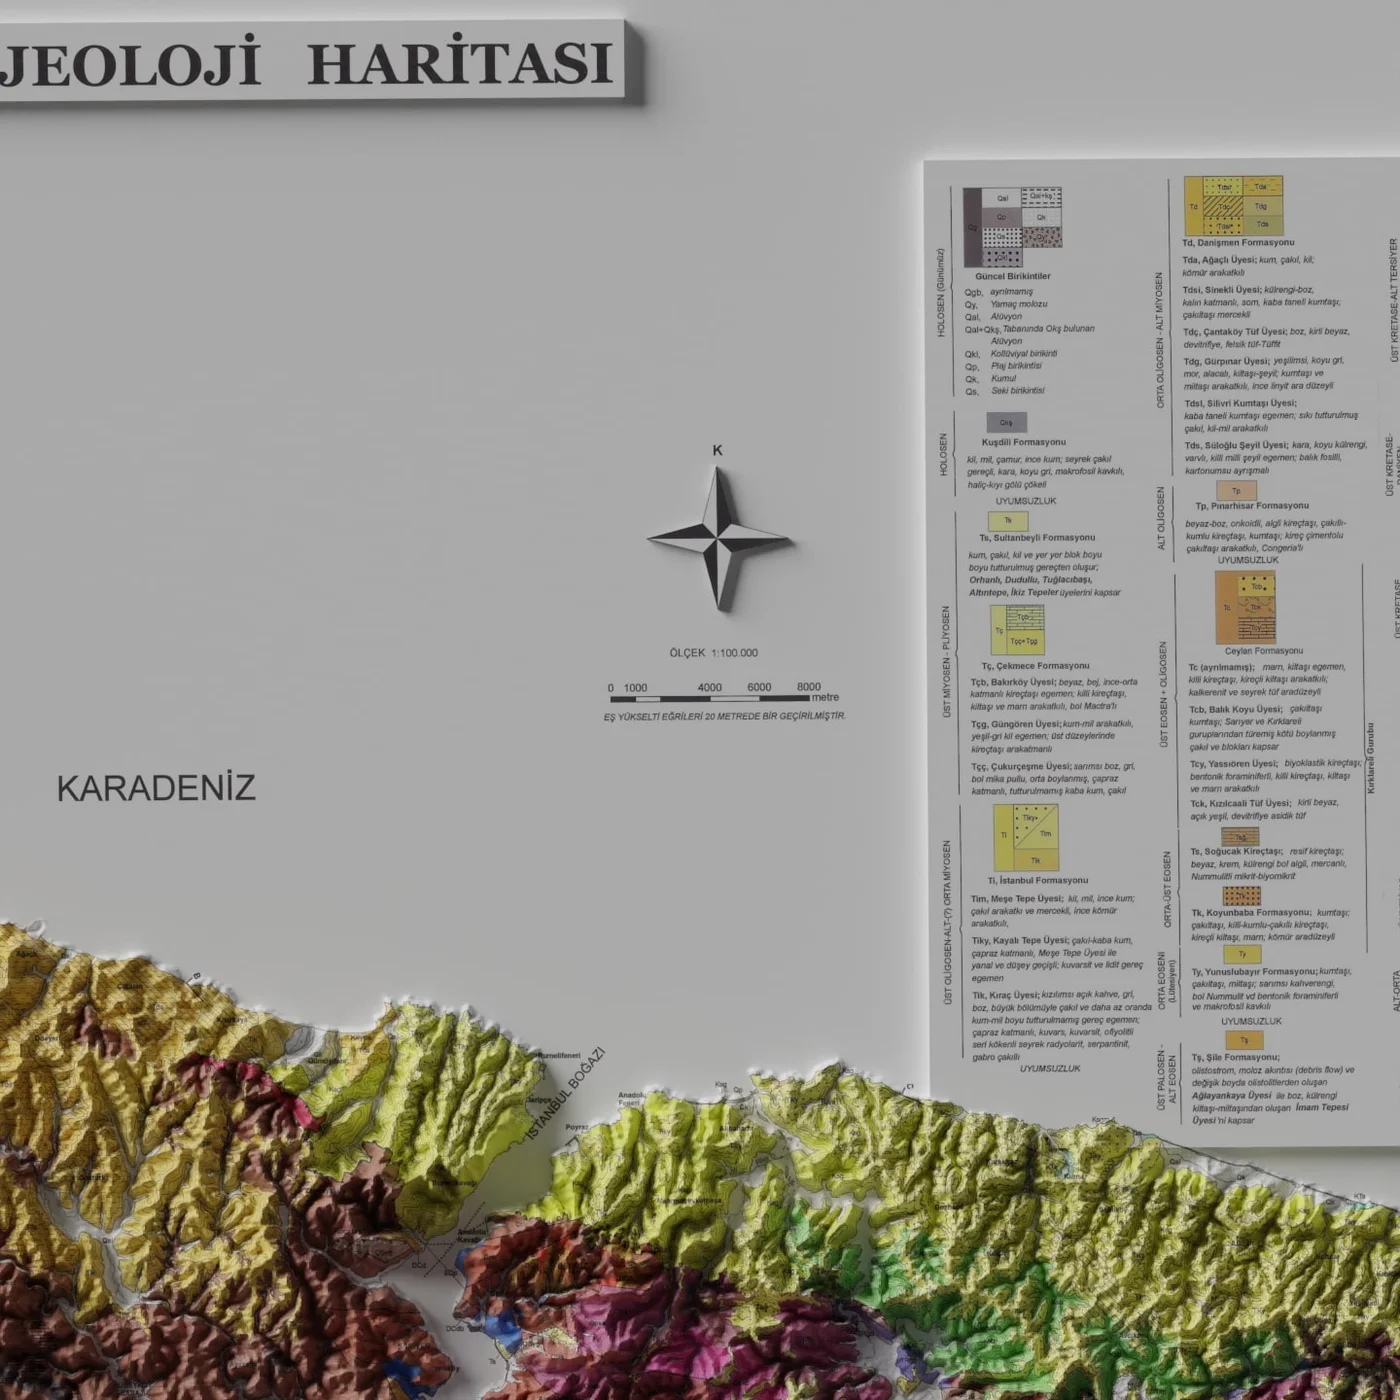 JEOLOJİ HARİTASI
KARADENİZ
K
ÖLÇEK 1:100.000
0 1000 4000 6000 8000
metre
EŞ YÜKSELTİ EĞRİLERİ 20 METREDE BİR GEÇİRİLMİŞTİR.
İSTANBUL BOĞAZI
Rumelifeneri
Anadolu
Feneri
Poyraz
HOLOSEN (Günümüz)
Qal
Qal+kş
Qp
Qk
Güncel Birikintiler
Qgb, ayrılmamış
Qy, Yamaç molozu
Qal, Alüvyon
Qal+Qkş, Tabanında Okş bulunan
Alüvyon
Qkl, Kollüviyal birikinti
Qp, Plaj birikintisi
Qk, Kumul
Qs, Seki birikintisi
HOLOSEN
Qkş
Kuşdili Formasyonu
kil, mil, çamur, ince kum; seyrek çakıl
gereçli, kara, koyu gri, makrofosil kavkılı,
haliç-kıyı gölü çökeli
UYUMSUZLUK
ÜST MİYOSEN - PLİYOSEN
Ts
Ts, Sultanbeyli Formasyonu
kum, çakıl, kil ve yer yer blok boyu
boyu tutturulmuş gereçten oluşur;
Orhanlı, Dudullu, Tuğlacıbaşı,
Altıntepe, İkiz Tepeler üyelerini kapsar
Tç
Tçb
Tçç+Tçg
Tç, Çekmece Formasyonu
Tçb, Bakırköy Üyesi; beyaz, bej, ince-orta
katmanlı kireçtaşı egemen; killi kireçtaşı,
kiltaşı ve marn arakatkılı, bol Mactra'lı
Tçg, Güngören Üyesi; kum-mil arakatkılı,
yeşil-gri kil egemen; üst düzeylerinde
kireçtaşı arakatmanlı
Tçç, Çukurçeşme Üyesi; sarımsı boz, gri,
bol mika pullu, orta boylanmış, çapraz
katmanlı, tutturulmamış kaba kum, çakıl
ÜST OLİGOSEN-ALT-(?) ORTA MİYOSEN
Ti
Tiky
Tim
Tik
Ti, İstanbul Formasyonu
Tim, Meşe Tepe Üyesi; kil, mil, ince kum;
çakıl arakatkı ve mercekli, ince kömür
arakatkılı,
Tiky, Kayalı Tepe Üyesi; çakıl-kaba kum,
çapraz katmanlı, Meşe Tepe Üyesi ile
yanal ve düşey geçişli; kuvarsit ve lidit gereç
egemen
Tik, Kıraç Üyesi; kızılımsı açık kahve, gri,
boz, büyük bölümüyle çakıl ve daha az oranda
kum-mil boyu tutturulmamış gereç egemen;
çapraz katmanlı, kuvars, kuvarsit, ofiyolitli
seri kökenli seyrek radyolarit, serpantinit,
gabro çakıllı
UYUMSUZLUK
ORTA OLİGOSEN - ALT MİYOSEN
Td
Tdg
Tds
Td, Danişmen Formasyonu
Tda, Ağaçlı Üyesi; kum, çakıl, kil;
kömür arakatkılı
Tdsi, Sinekli Üyesi; külrengi-boz,
kalın katmanlı, som, kaba taneli kumtaşı;
çakıltaşı mercekli
Tdç, Çantaköy Tüf Üyesi; boz, kirli beyaz,
devitrifiye, felsik tüf-Tüffit
Tdg, Gürpınar Üyesi; yeşilimsi, koyu gri,
mor, alacalı, kiltaşı-şeyil; kumtaşı ve
miltaşı arakatkılı, ince linyit ara düzeyli
Tdsl, Silivri Kumtaşı Üyesi;
kaba taneli kumtaşı egemen; sıkı tutturulmuş
çakıl, kil-mil arakatkılı
Tds, Süloğlu Şeyil Üyesi; kara, koyu külrengi,
varvlı, killi milli şeyil egemen; balık fosilli,
kartonumsu ayrışmalı
ALT OLİGOSEN
Tp
Tp, Pınarhisar Formasyonu
beyaz-boz, onkoidli, algli kireçtaşı, çakıllı-
kumlu kireçtaşı, kumtaşı; kireç çimentolu
çakıltaşı arakatkılı, Congeria'lı
UYUMSUZLUK
ÜST EOSEN + OLİGOSEN
Tc
Tcb
Tck
Tcy
Ceylan Formasyonu
Tc (ayrılmamış); marn, kiltaşı egemen,
killi kireçtaşı, kireçli kiltaşı arakatkılı;
kalkerenit ve seyrek tüf aradüzeyli
Tcb, Balık Koyu Üyesi; çakıltaşı
kumtaşı; Sarıyer ve Kırklareli
guruplarından türemiş kötü boylanmış
çakıl ve blokları kapsar
Tcy, Yassıören Üyesi; biyoklastik kireçtaşı;
bentonik foraminiferli, killi kireçtaşı, kiltaşı
ve marn arakatkılı
Tck, Kızılcaali Tüf Üyesi; kirli beyaz,
açık yeşil, devitrifiye asidik tüf
Kırklareli Gurubu
ORTA-ÜST EOSEN
Ts, Soğucak Kireçtaşı; resif kireçtaşı;
beyaz, krem, külrengi bol algli, mercanlı,
Nummulitli mikrit-biyomikrit
Tk
Tk, Koyunbaba Formasyonu; kumtaşı;
çakıltaşı, killi-kumlu-çakıllı kireçtaşı,
kireçli kiltaşı, marn; kömür aradüzeyli
ORTA EOSENİ
(Lütesiyen)
Ty
Ty, Yunuslubayır Formasyonu; kumtaşı,
çakıltaşı, miltaşı; sarımsı kahverengi,
bol Nummulit vd bentonik foraminiferli
ve makrofosil kavkılı
UYUMSUZLUK
ÜST PALOSEN -
ALT EOSEN
Tş
Tş, Şile Formasyonu;
olistostrom, moloz akıntısı (debris flow) ve
değişik boyda olistolitlerden oluşan
Ağlayankaya Üyesi ile boz, külrengi
kiltaşı-miltaşından oluşan İmam Tepesi
Üyesi'ni kapsar
ÜST KRETASE-ALT TERSİYER
ÜST KRETASE-
ÜST KRETASE
ALT-ORTA